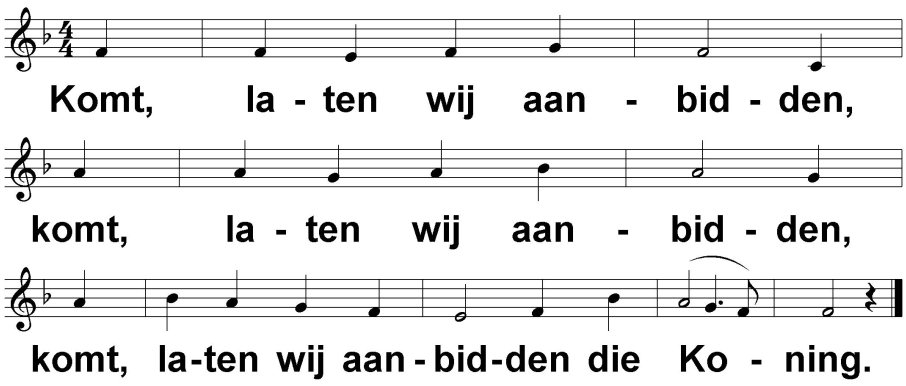 Komt, la - ten wij aan - bid - den,
komt, la - ten wij aan - bid - den,
komt, la-ten wij aan - bid-den die Ko - ning.